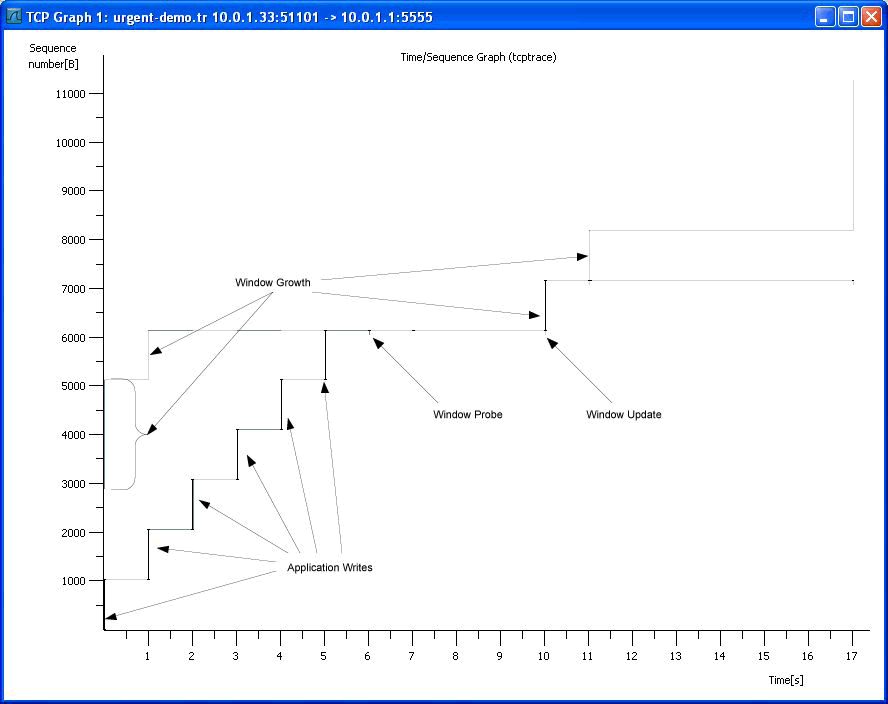 TCP Graph 1: urgent-demo.tr 10.0.1.33:51101 -> 10.0.1.1:5555
Sequence
number[B]
Time/Sequence Graph (tcptrace)
11000
10000
9000
8000
Window Growth
7000
6000
5000
Window Probe
Window Update
4000
3000
2000
Application Writes
1000
1 2 3 4 5 6 7 8 9 10 11 12 13 14 15 16 17
Time[s]